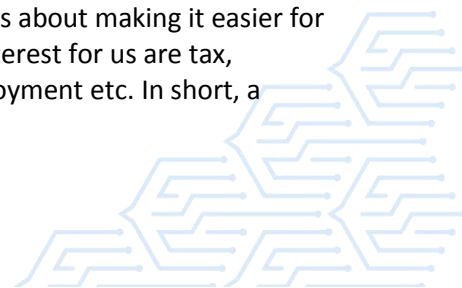 s about making it easier for
erest for us are tax,
oyment etc. In short, a